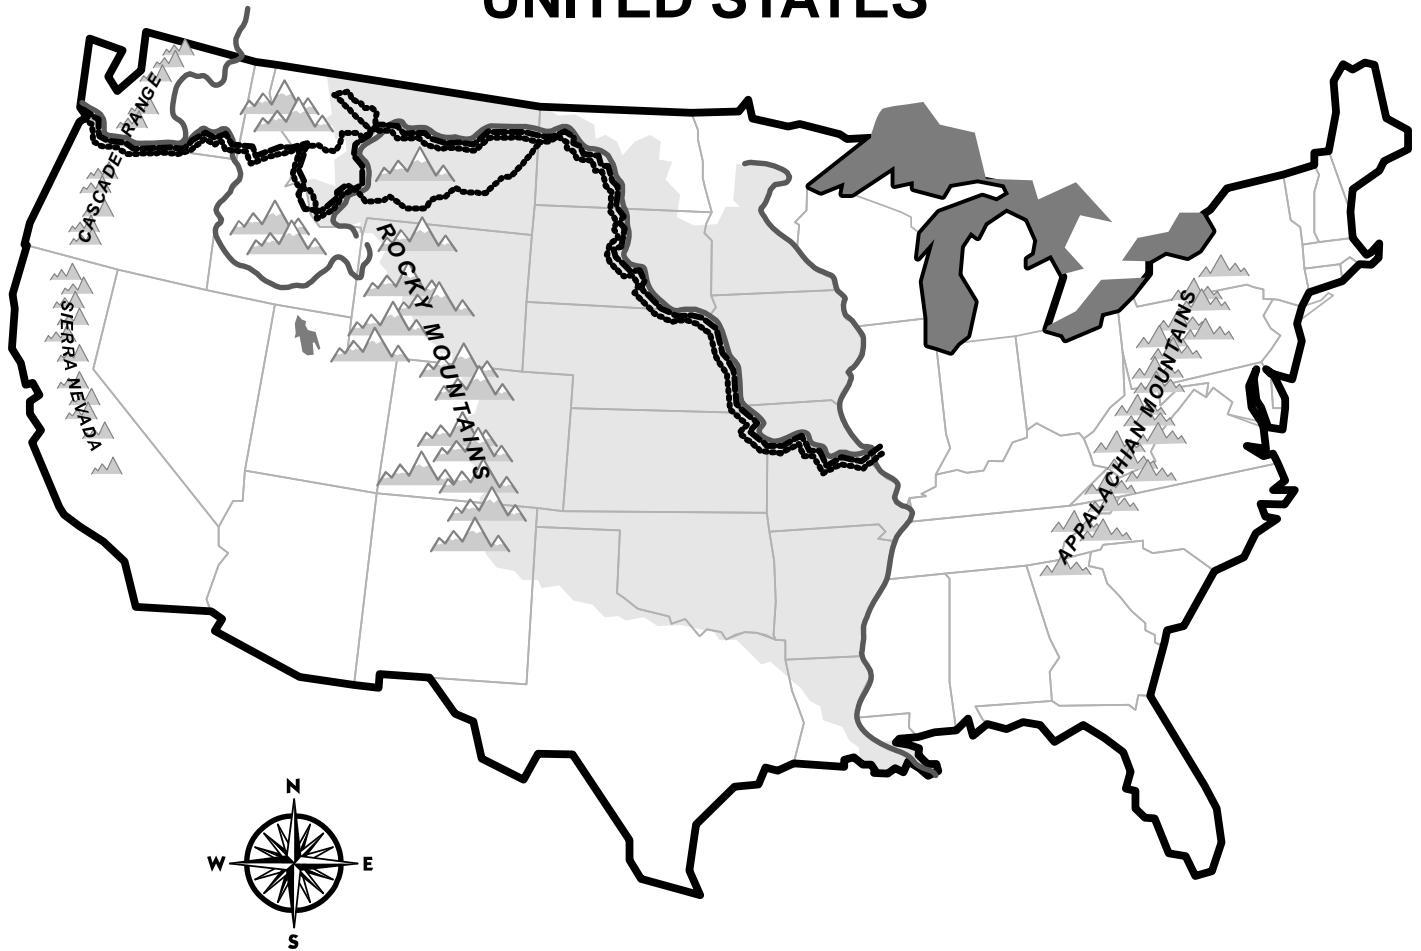 UNITED STATES
CASCADE RANGE
ROCKY MOUNTAINS
SIERRA NEVADA
APPALACHIAN MOUNTAINS
N
W E
S